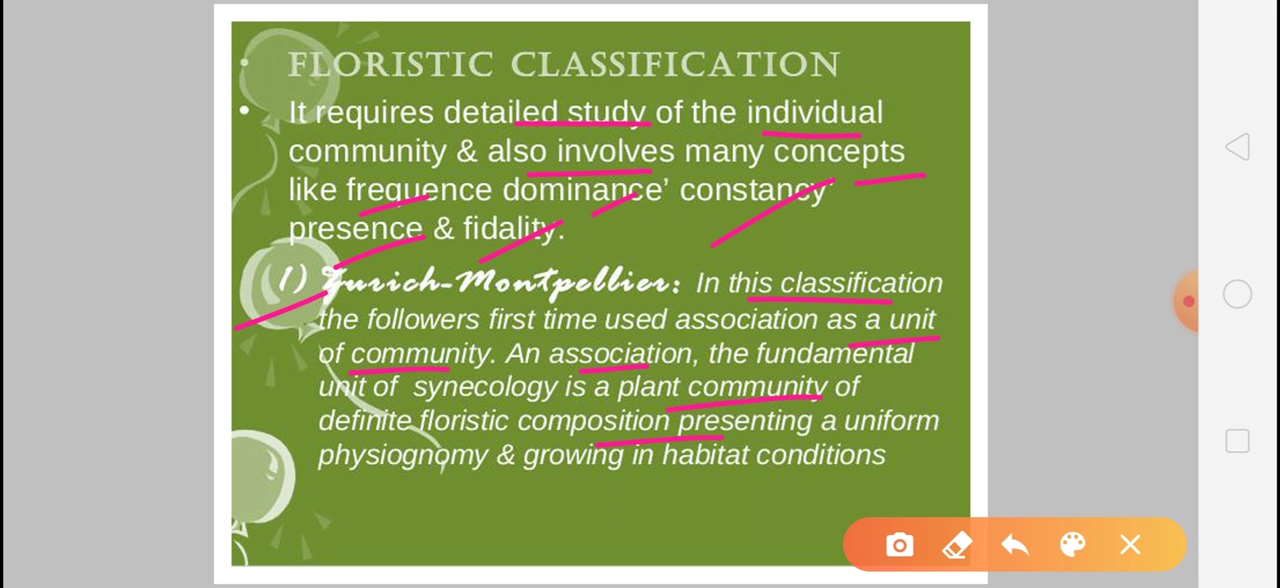 FLORISTIC CLASSIFICATION
It requires detailed study of the individual
community & also involves many concepts
like frequence dominance’ constancy’
presence & fidality.
1) Zurich-Montpellier: In this classification
the followers first time used association as a unit
of community. An association, the fundamental
unit of synecology is a plant community of
definite floristic composition presenting a uniform
physiognomy & growing in habitat conditions